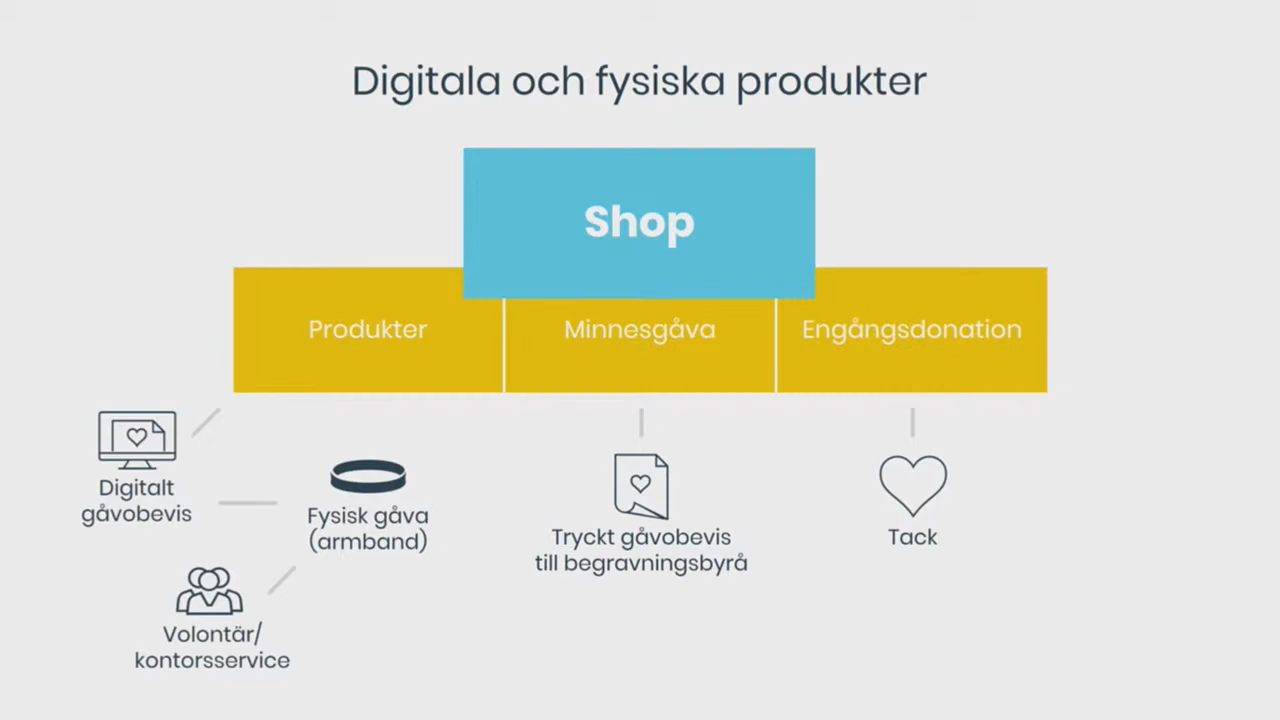 Digitala och fysiska produkter
Shop
Produkter
Minnesgåva
Engångsdonation
Digitalt
gåvobevis
Fysisk gåva
(armband)
Volontär/
kontorsservice
Tryckt gåvobevis
till begravningsbyrå
Tack